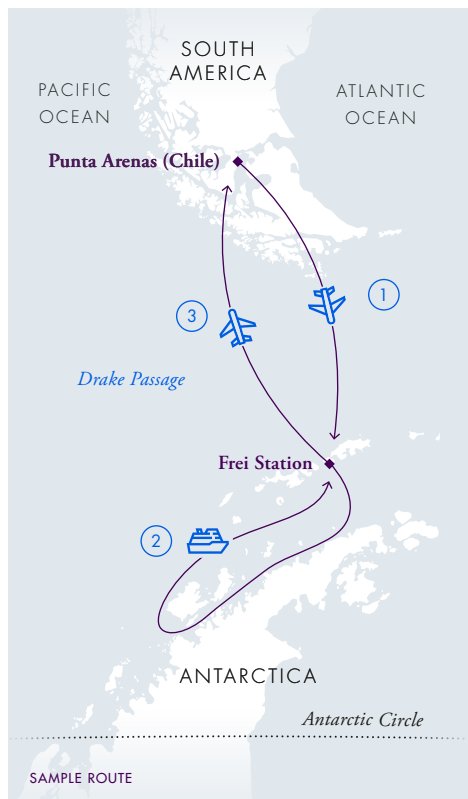 SOUTH
AMERICA
PACIFIC
OCEAN
ATLANTIC
OCEAN
Punta Arenas (Chile)
1
3
Drake Passage
Frei Station
2
ANTARCTICA
Antarctic Circle
SAMPLE ROUTE